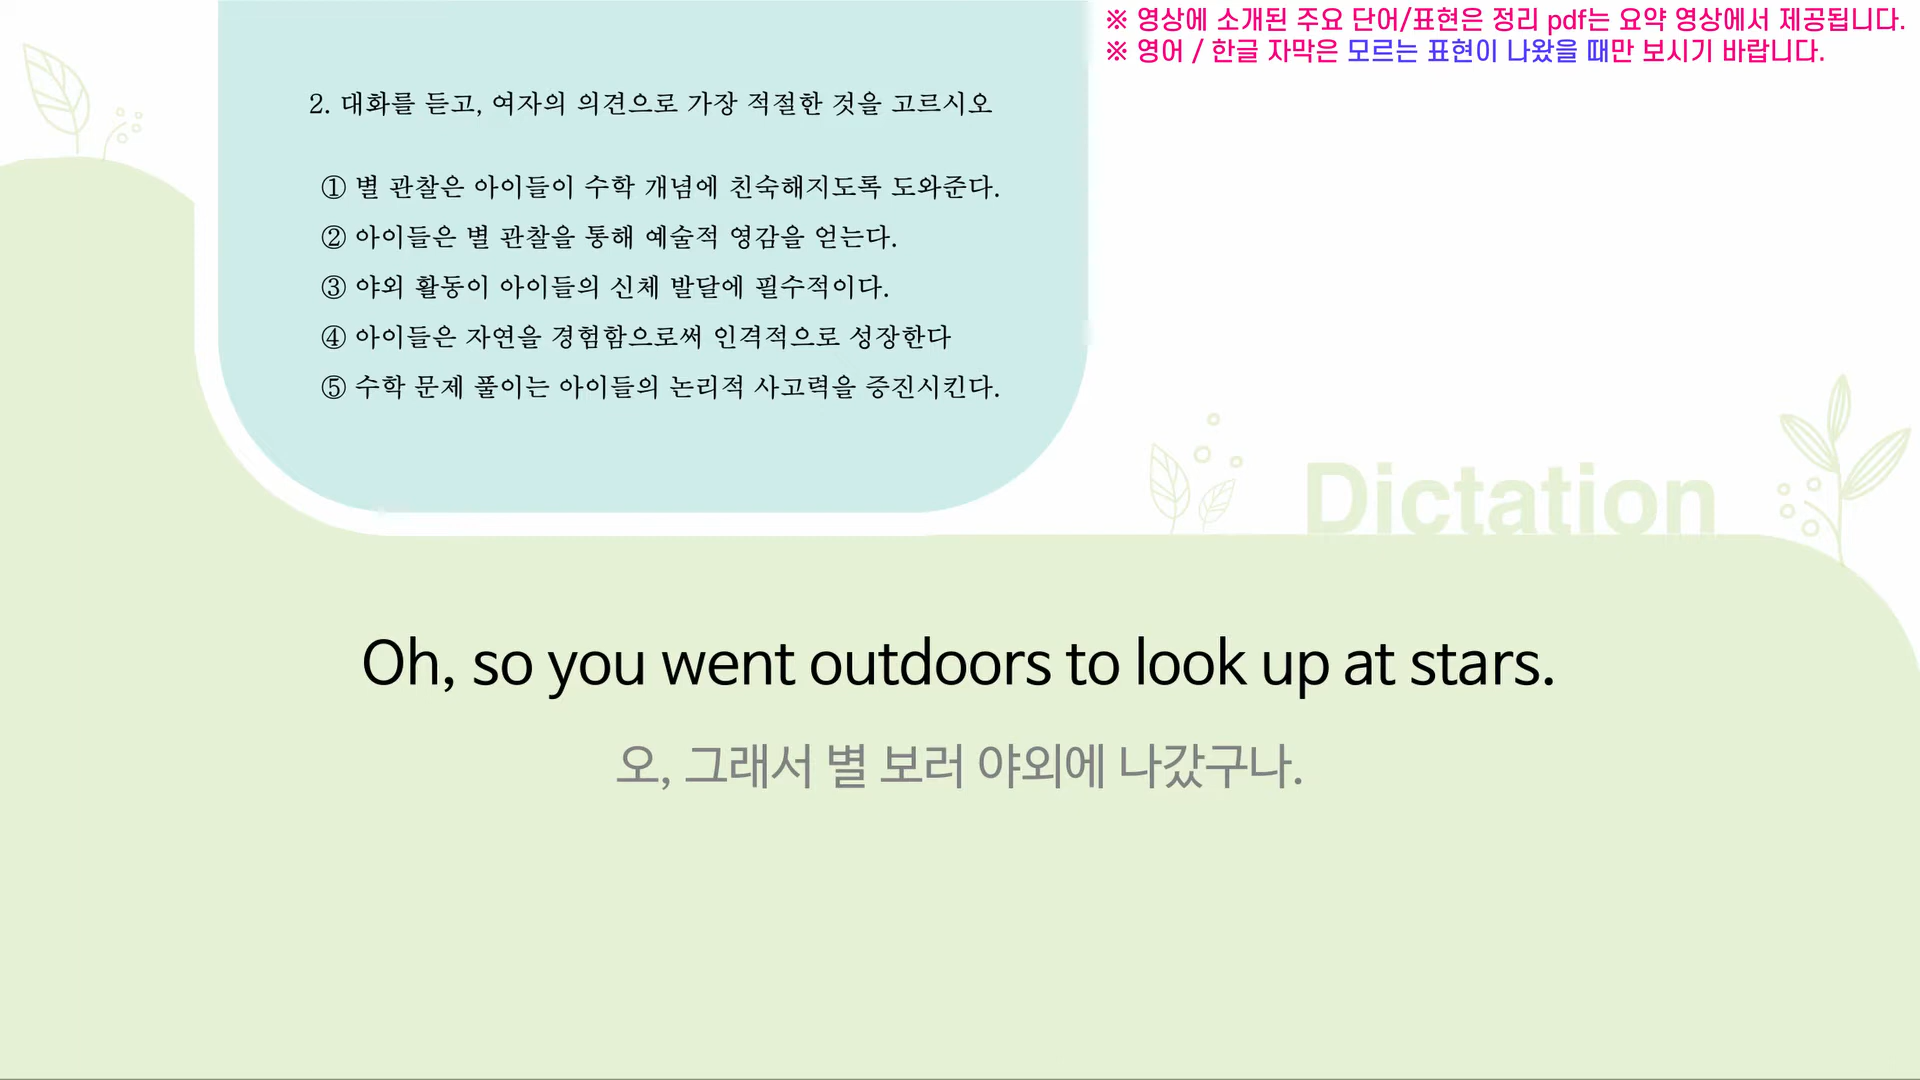 ※ 영상에 소개된 주요 단어/표현은 정리 pdf는 요약 영상에서 제공됩니다.
※ 영어 / 한글 자막은 모르는 표현이 나왔을 때만 보시기 바랍니다.
2. 대화를 듣고, 여자의 의견으로 가장 적절한 것을 고르시오
① 별 관찰은 아이들이 수학 개념에 친숙해지도록 도와준다.
② 아이들은 별 관찰을 통해 예술적 영감을 얻는다.
③ 야외 활동이 아이들의 신체 발달에 필수적이다.
④ 아이들은 자연을 경험함으로써 인격적으로 성장한다
⑤ 수학 문제 풀이는 아이들의 논리적 사고력을 증진시킨다.
Dictation
Oh, so you went outdoors to look up at stars.
오, 그래서 별 보러 야외에 나갔구나.